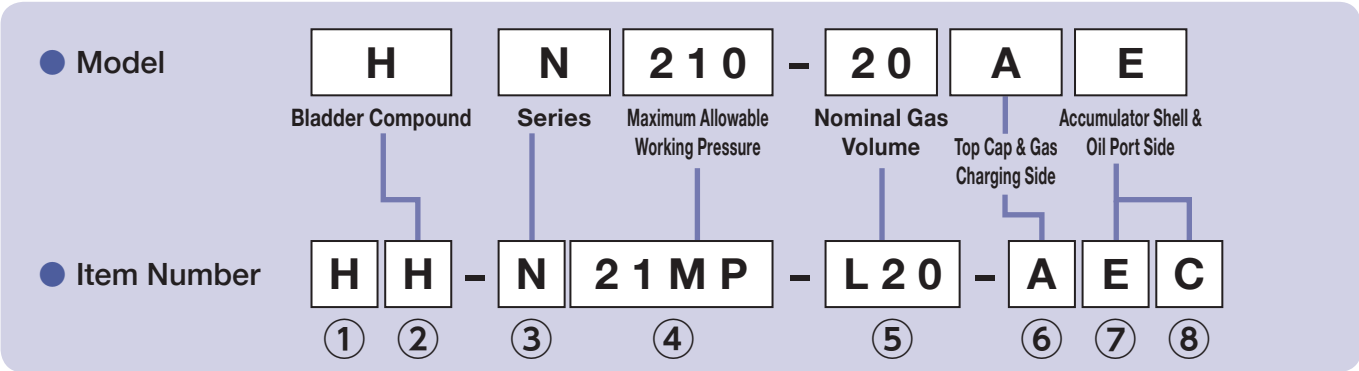 Model H N 210 – 20 A E
Bladder Compound Series Maximum Allowable Working Pressure Nominal Gas Volume Top Cap & Gas Charging Side Accumulator Shell & Oil Port Side
Item Number H H – N 21MP – L20 – A E C
① ② ③ ④ ⑤ ⑥ ⑦ ⑧